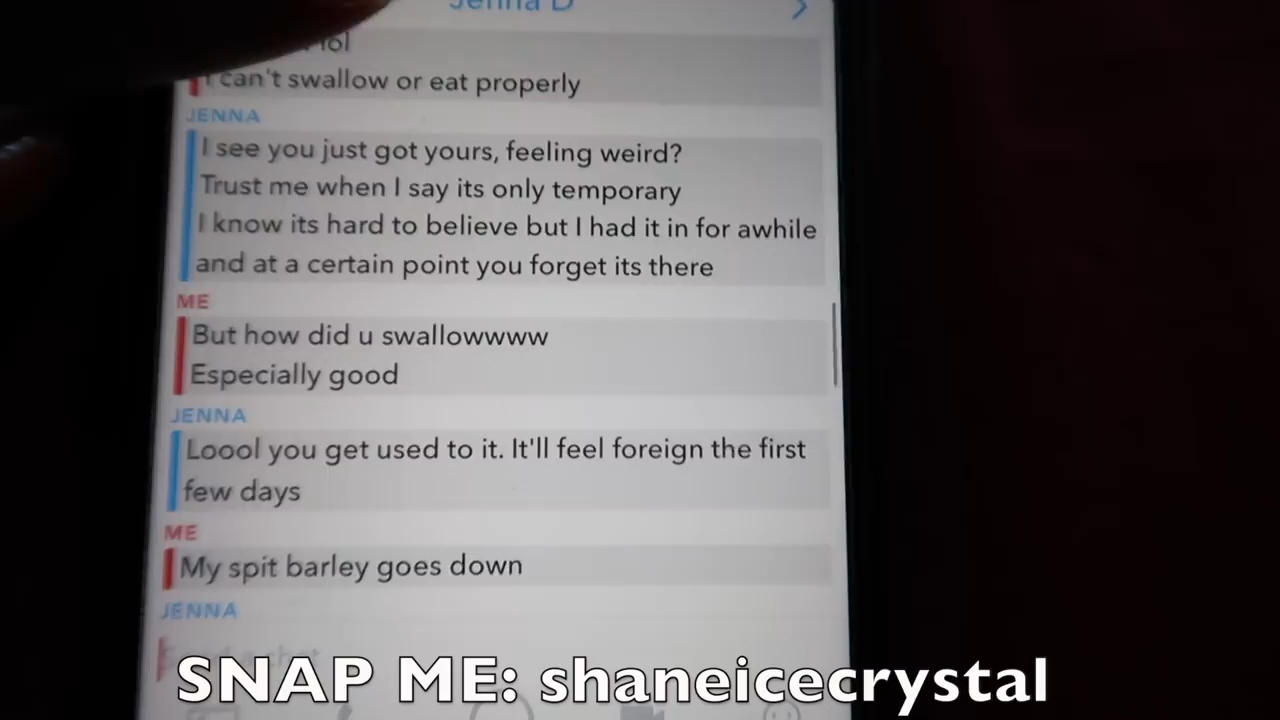 Jenna D
lol
I can't swallow or eat properly
JENNA
I see you just got yours, feeling weird?
Trust me when I say its only temporary
I know its hard to believe but I had it in for awhile
and at a certain point you forget its there
ME
But how did u swallowwww
Especially good
JENNA
Loool you get used to it. It'll feel foreign the first
few days
ME
My spit barley goes down
JENNA
SNAP ME: shaneicecrystal